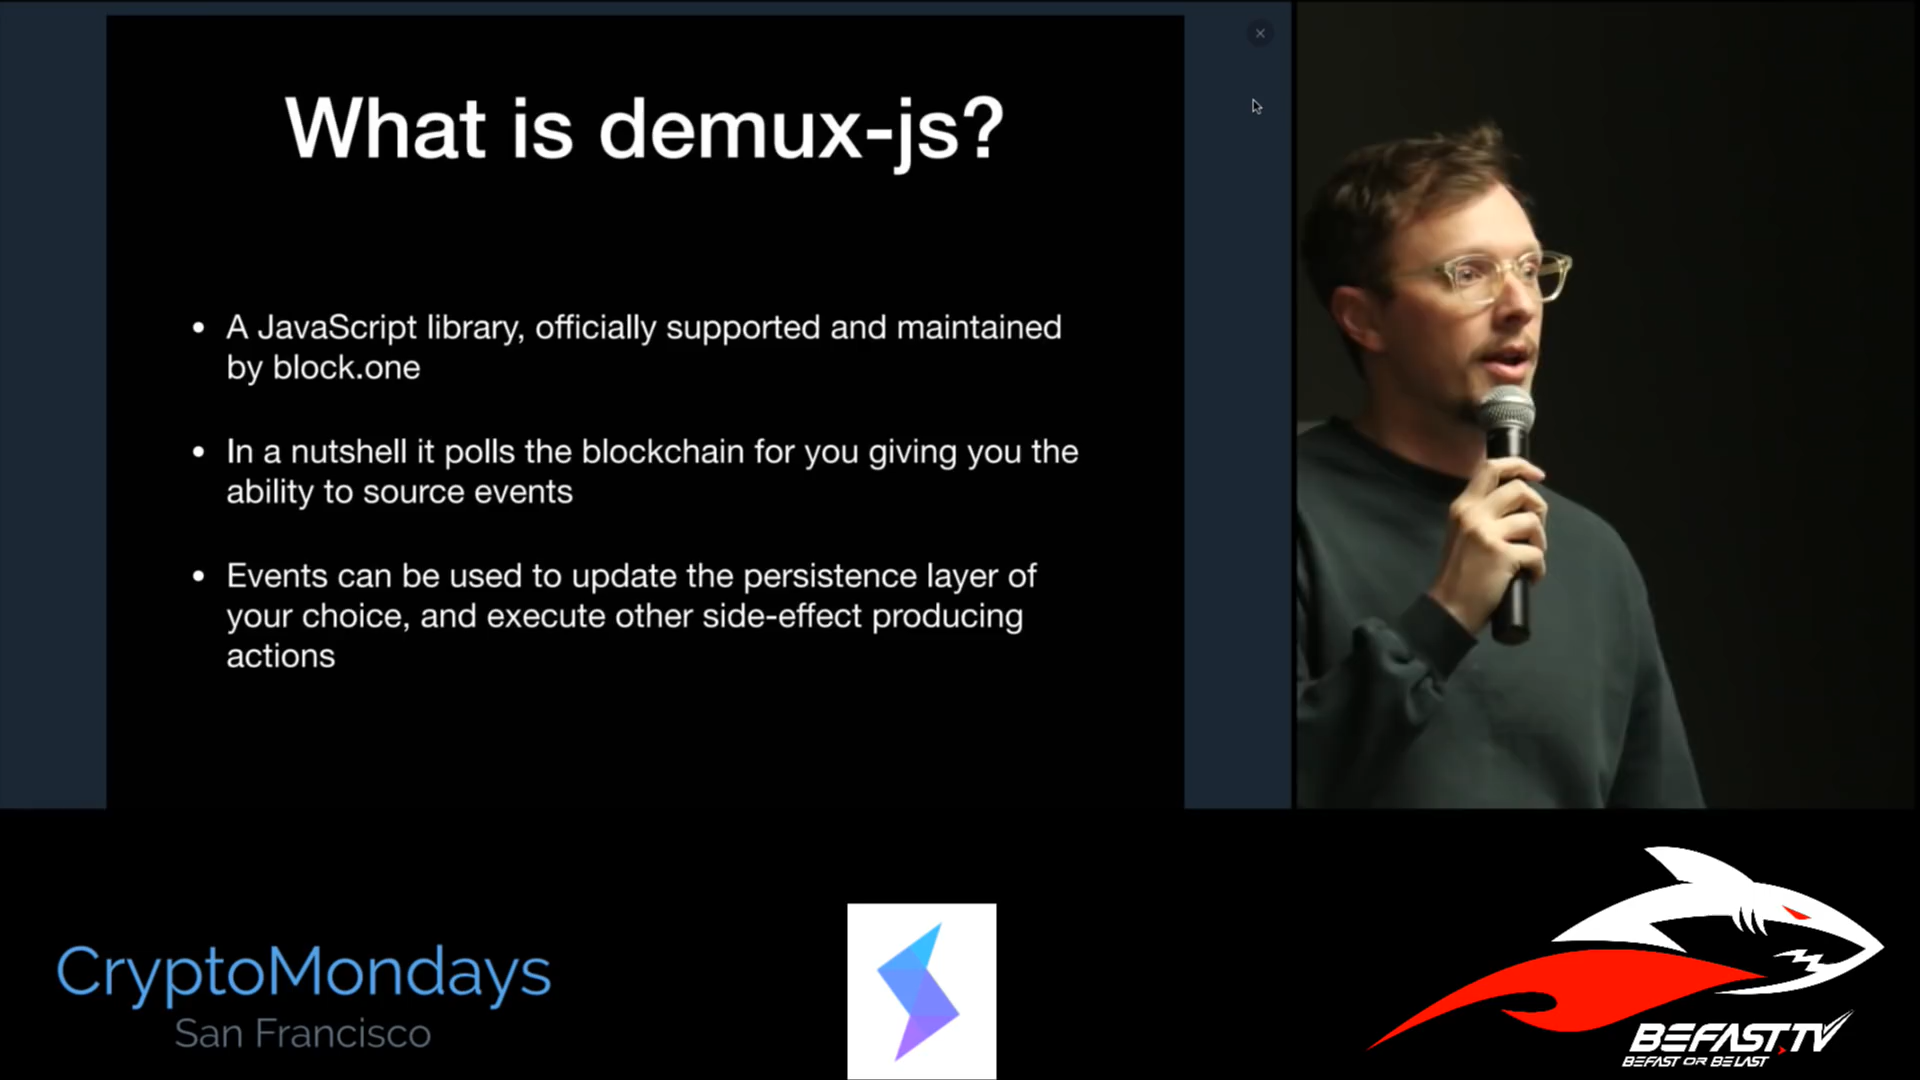 What is demux-js?
• A JavaScript library, officially supported and maintained
by block.one
• In a nutshell it polls the blockchain for you giving you the
ability to source events
• Events can be used to update the persistence layer of
your choice, and execute other side-effect producing
actions
CryptoMondays
San Francisco
BEFAST.TV
BEFAST OR BE LAST